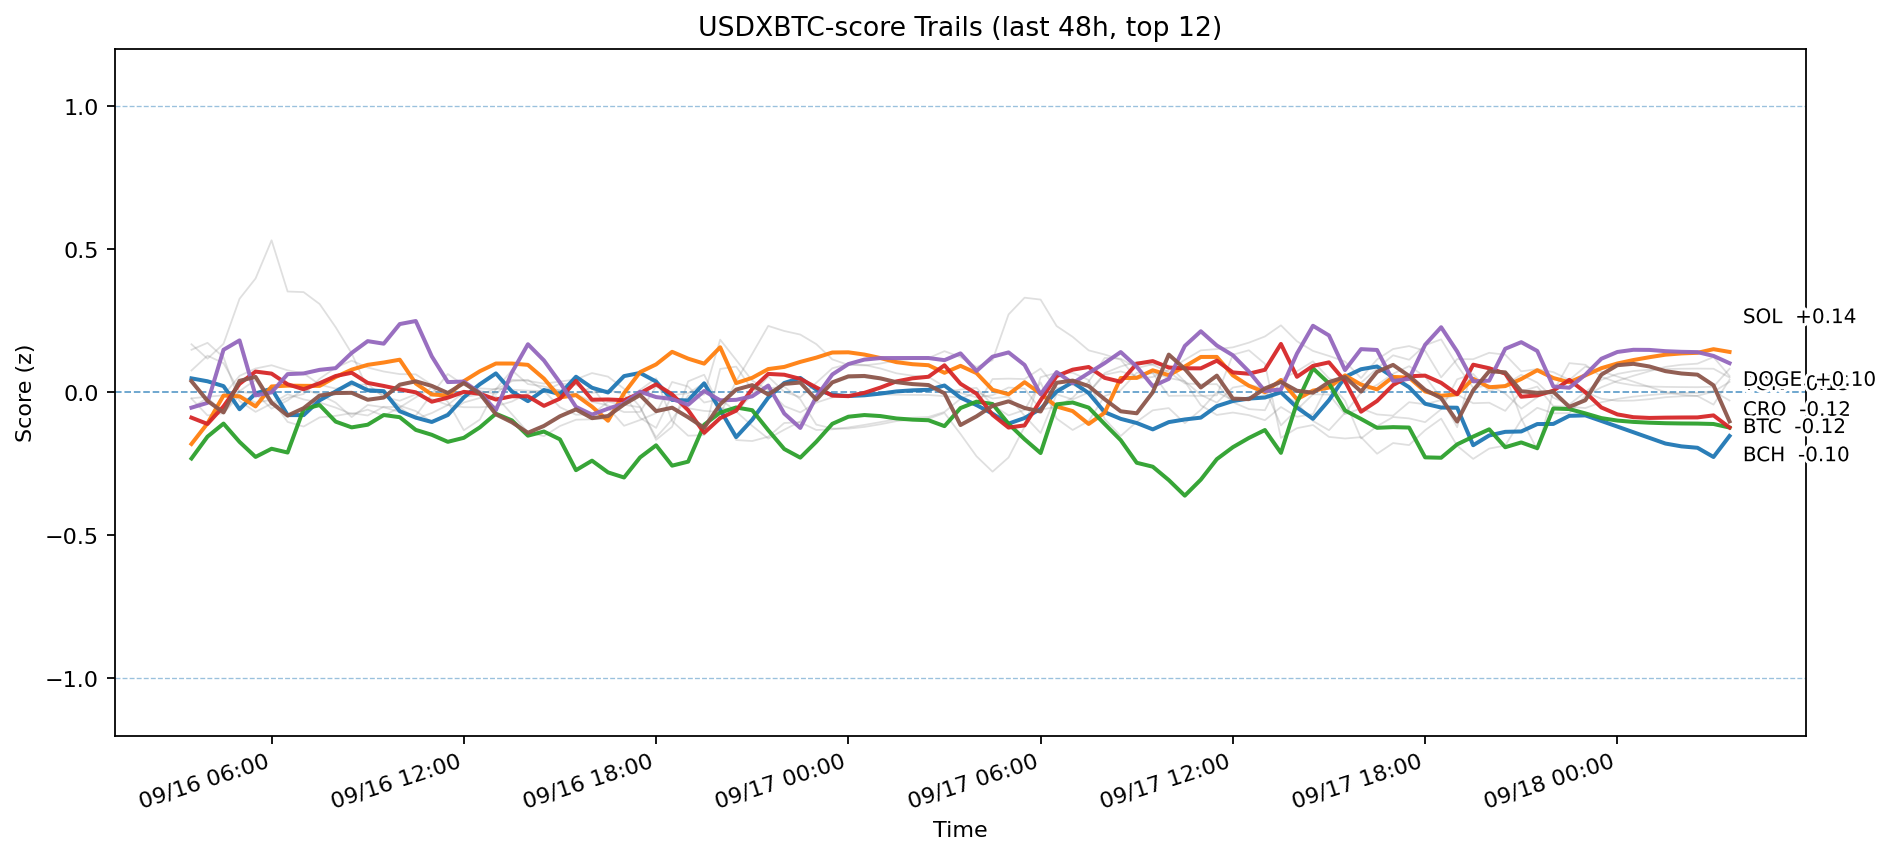 USDXBTC-score Trails (last 48h, top 12)
Score (z)
1.0
0.5
0.0
−0.5
−1.0
SOL +0.14
DOGE +0.10
CRO -0.12
BTC -0.12
BCH -0.10
09/16 06:00
09/16 12:00
09/16 18:00
09/17 00:00
09/17 06:00
09/17 12:00
09/17 18:00
09/18 00:00
Time